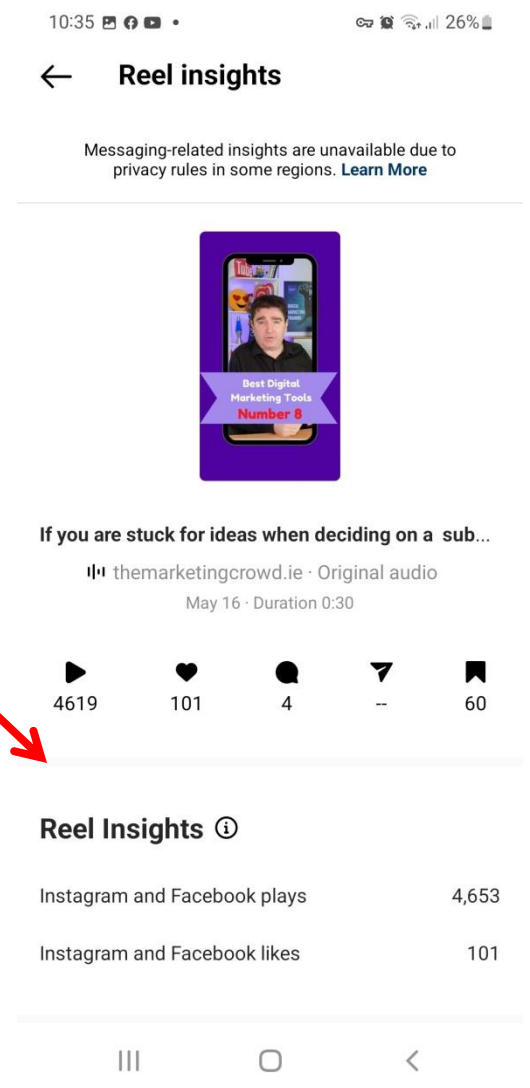 10:35 26%
Reel insights
Messaging-related insights are unavailable due to
privacy rules in some regions. Learn More
Best Digital
Marketing Tools
Number 8
If you are stuck for ideas when deciding on a sub...
themarketingcrowd.ie · Original audio
May 16 · Duration 0:30
4619 101 4 -- 60
Reel Insights
Instagram and Facebook plays 4,653
Instagram and Facebook likes 101